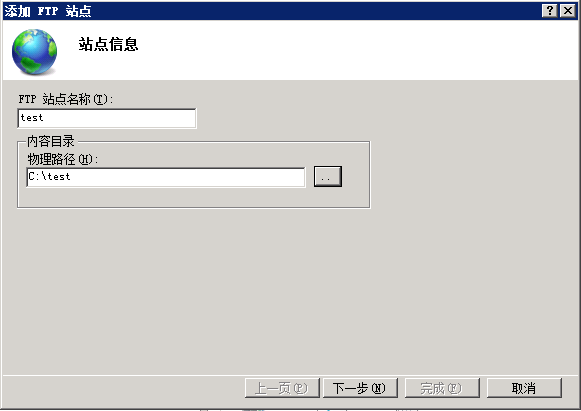 添加 FTP 站点
站点信息
FTP 站点名称(T):
test
内容目录
物理路径(H):
C:\test
..
上一页(P) 下一步(N) 完成(F) 取消